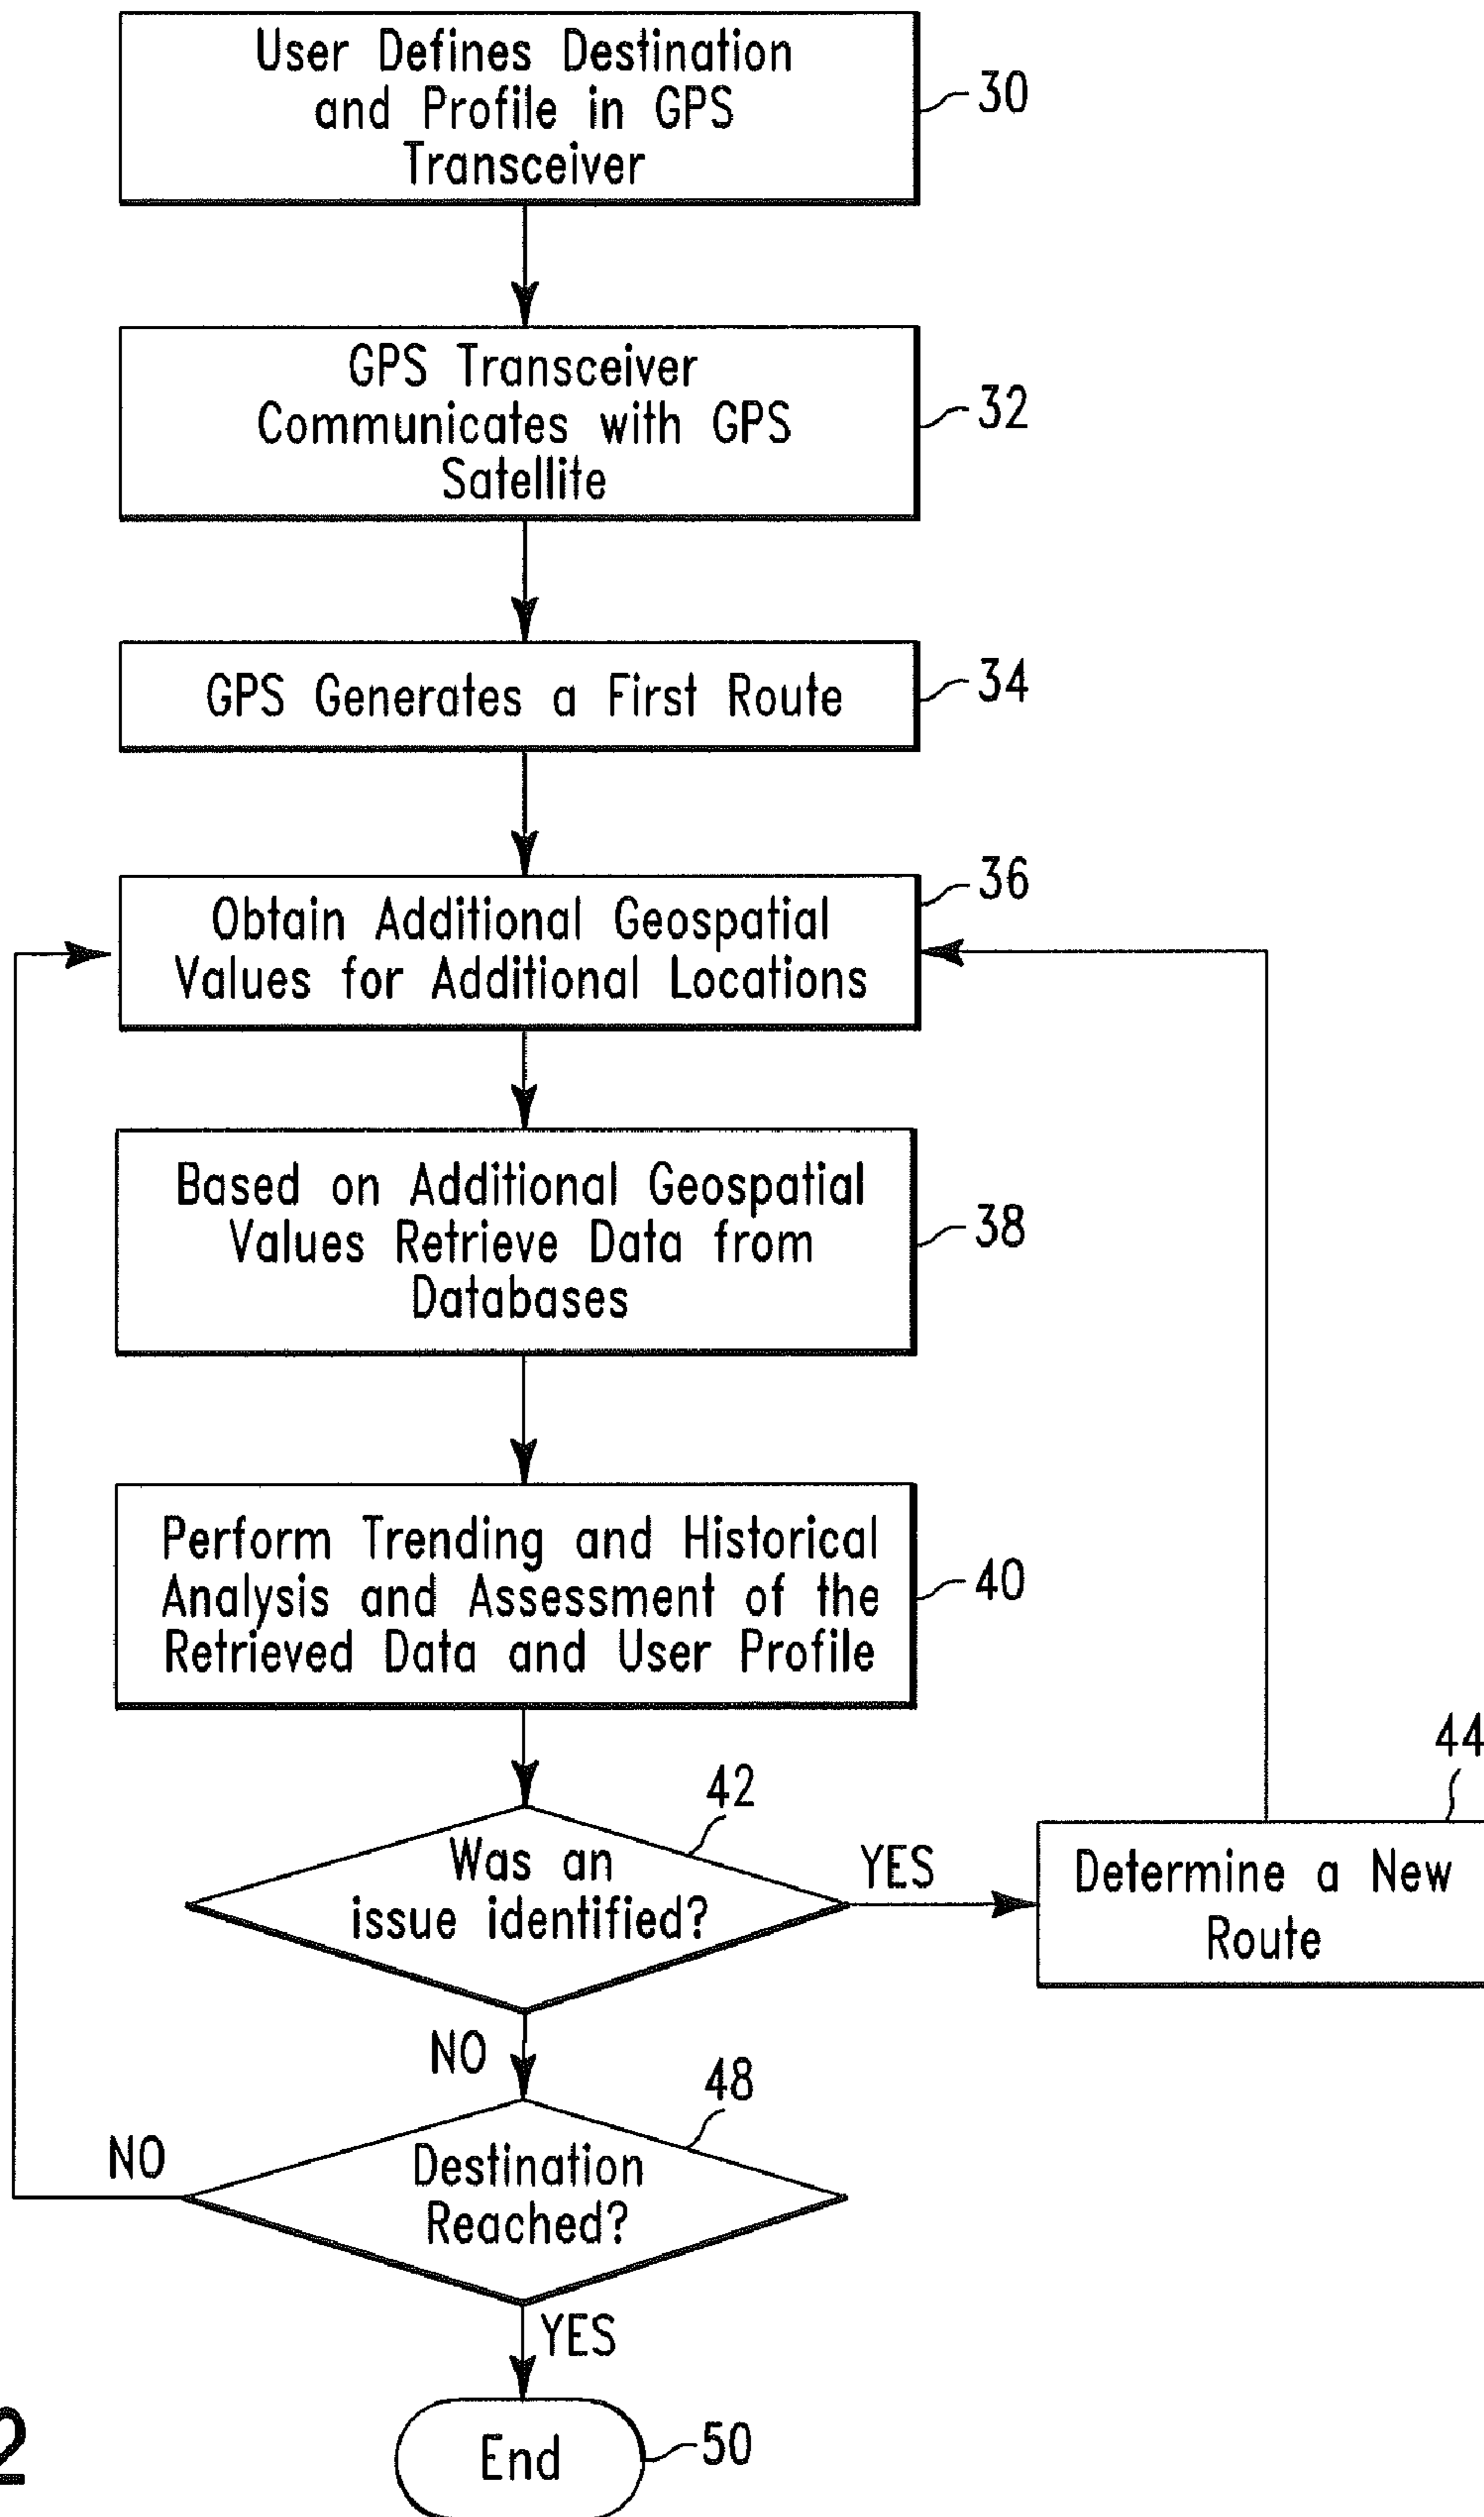 User Defines Destination
and Profile in GPS
Transceiver
30
GPS Transceiver
Communicates with GPS
Satellite
32
GPS Generates a First Route
34
36
Obtain Additional Geospatial
Values for Additional Locations
Based on Additional Geospatial
Values Retrieve Data from
Databases
38
Perform Trending and Historical
Analysis and Assessment of the
Retrieved Data and User Profile
40
42
Was an
issue identified?
YES
44
Determine a New
Route
NO
48
Destination
Reached?
NO
YES
End
50
2